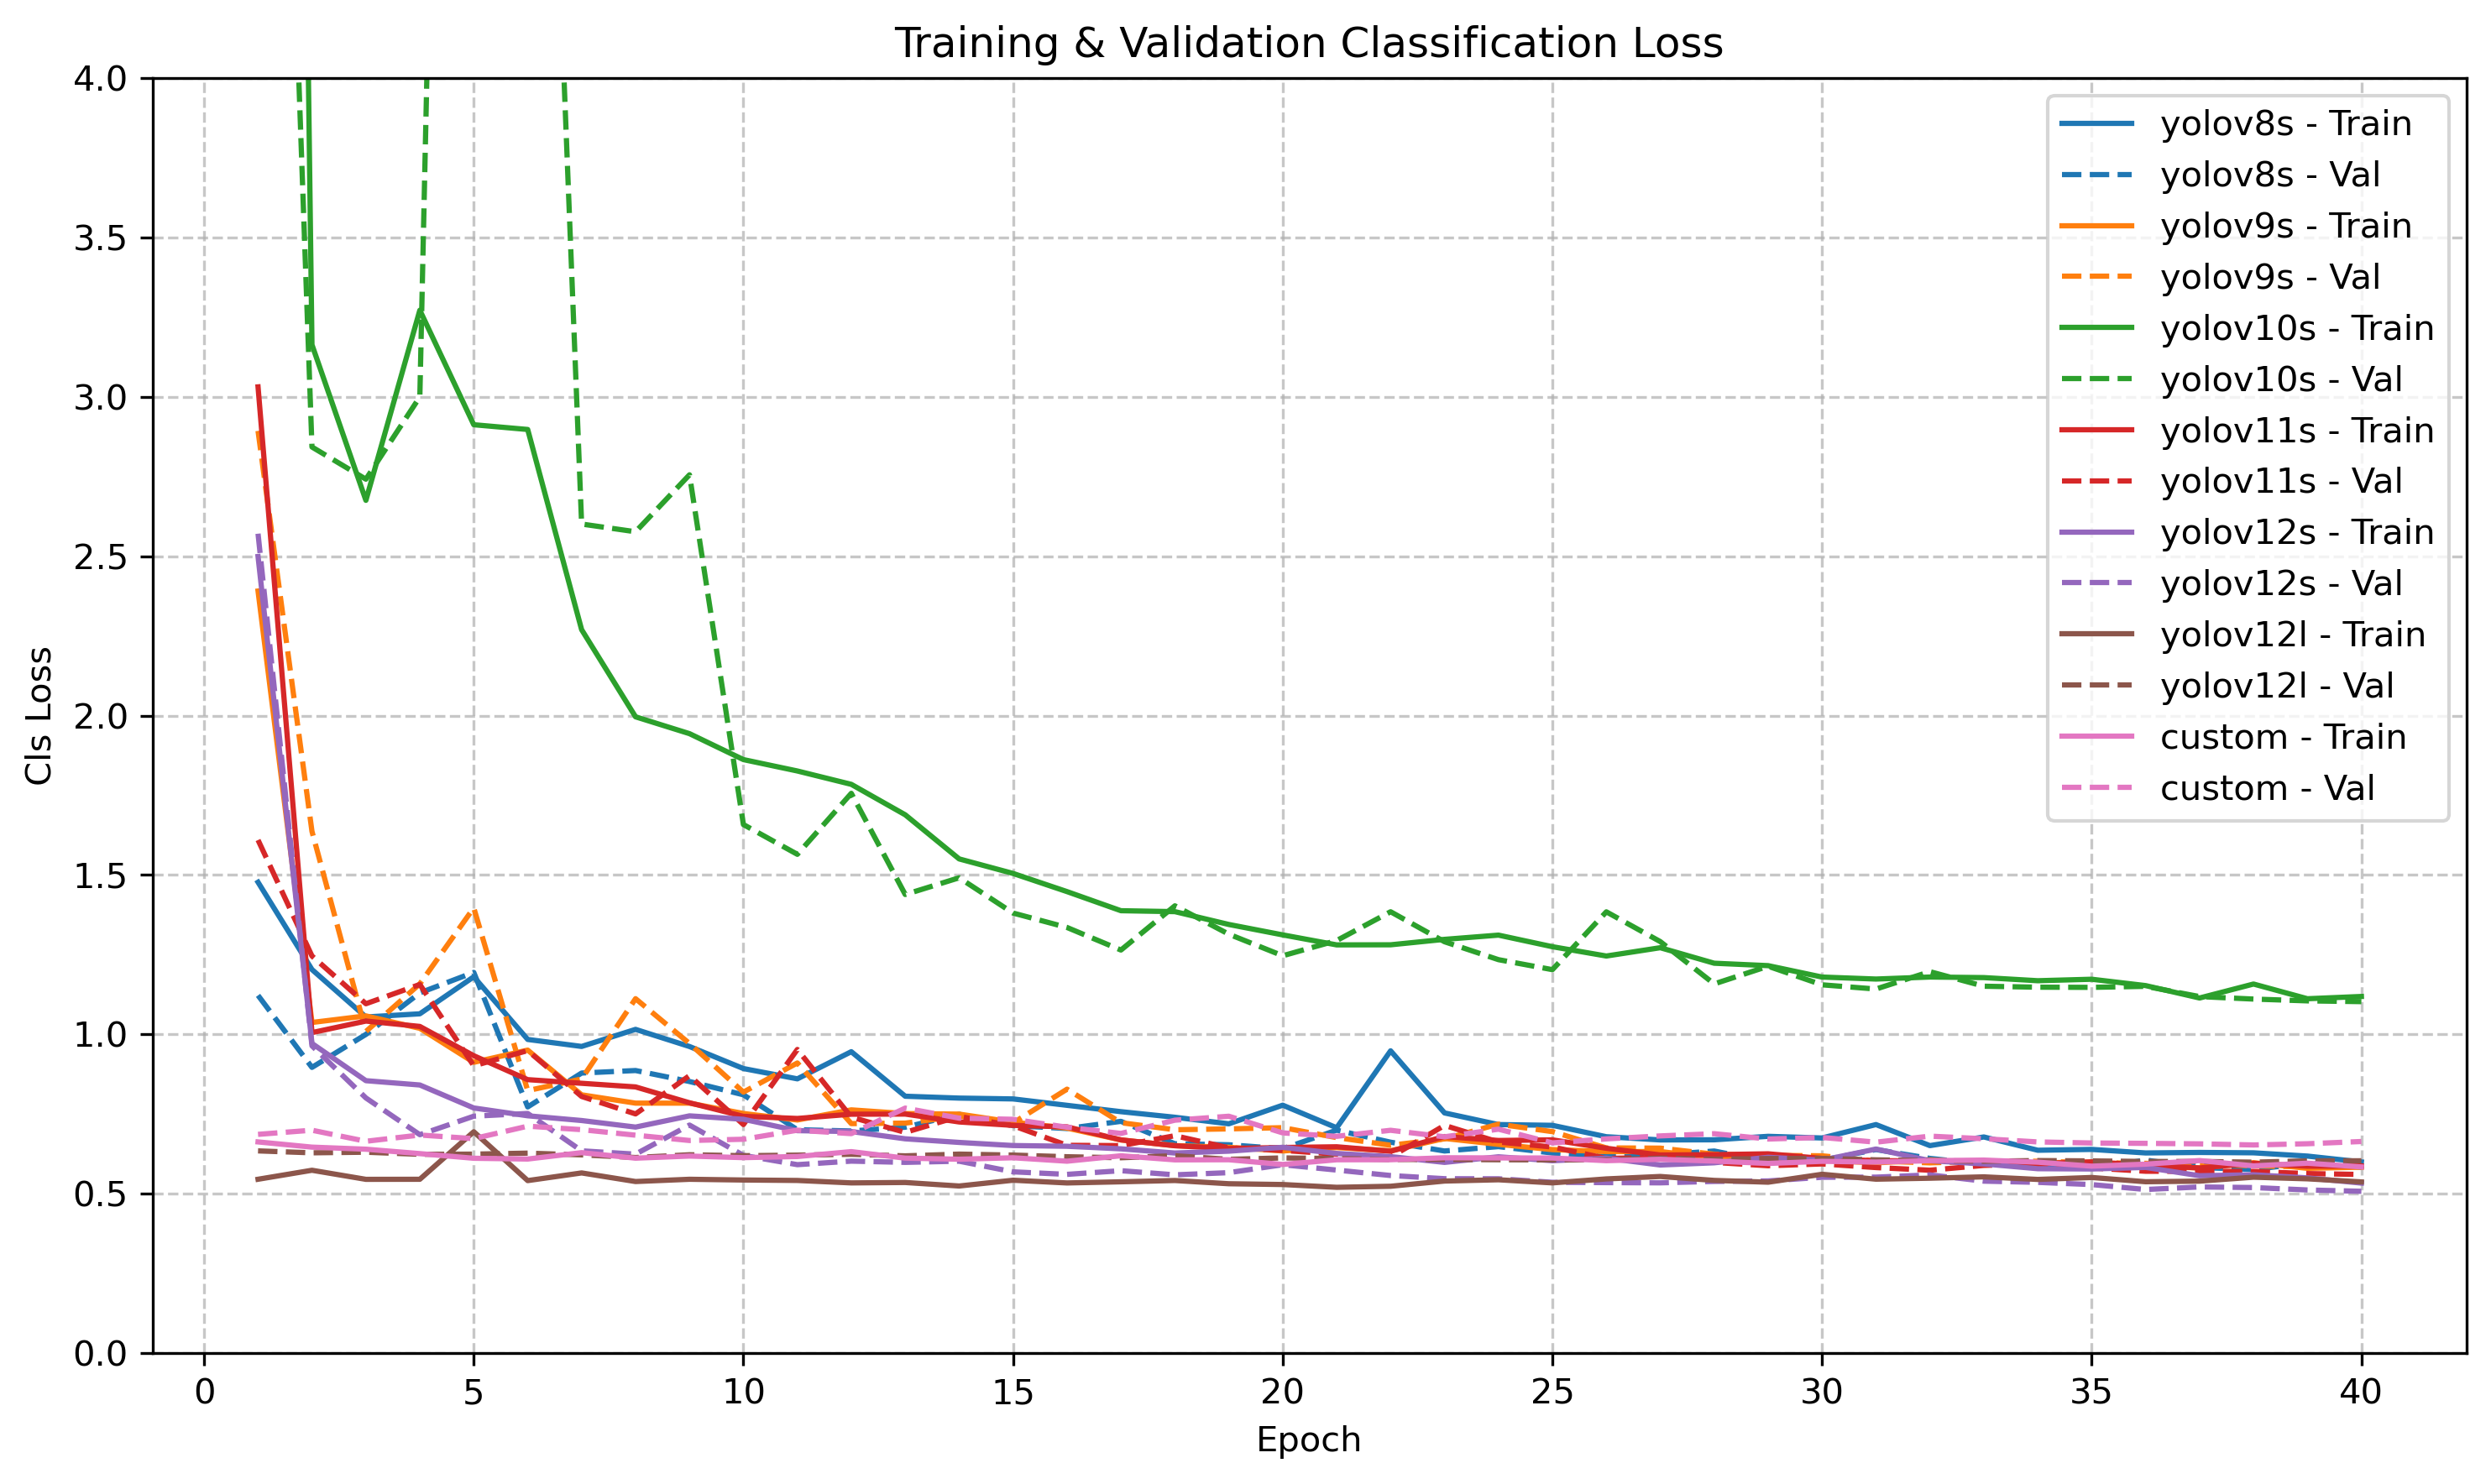 Training & Validation Classification Loss
4.0
3.5
3.0
2.5
2.0
1.5
1.0
0.5
0.0
Cls Loss
0 5 10 15 20 25 30 35 40
Epoch
yolov8s - Train
yolov8s - Val
yolov9s - Train
yolov9s - Val
yolov10s - Train
yolov10s - Val
yolov11s - Train
yolov11s - Val
yolov12s - Train
yolov12s - Val
yolov12l - Train
yolov12l - Val
custom - Train
custom - Val